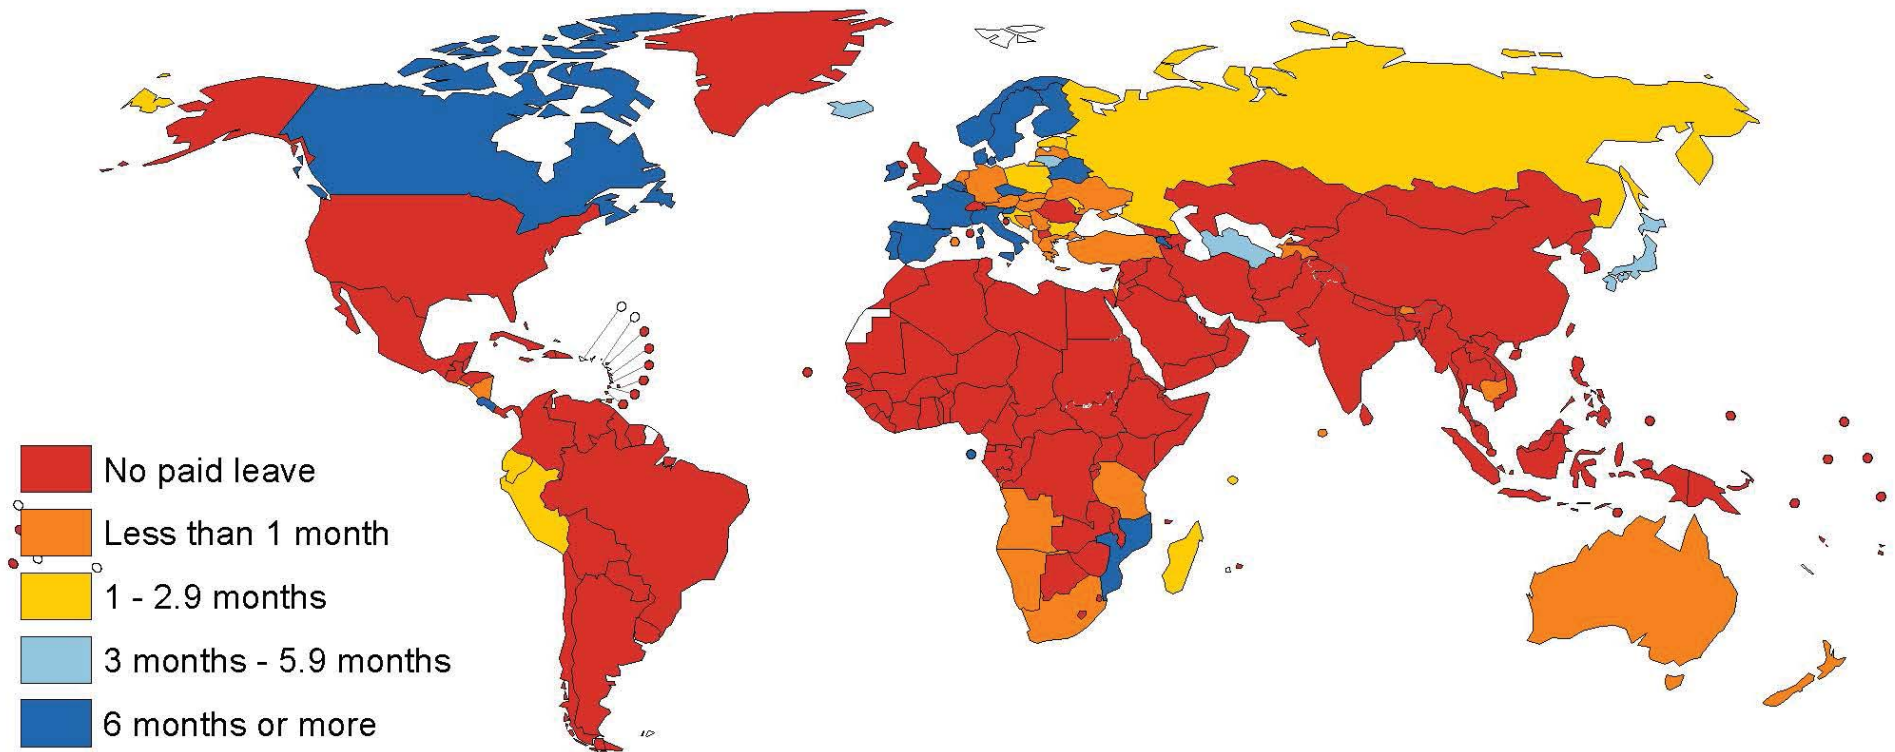 No paid leave
Less than 1 month
1 - 2.9 months
3 months - 5.9 months
6 months or more